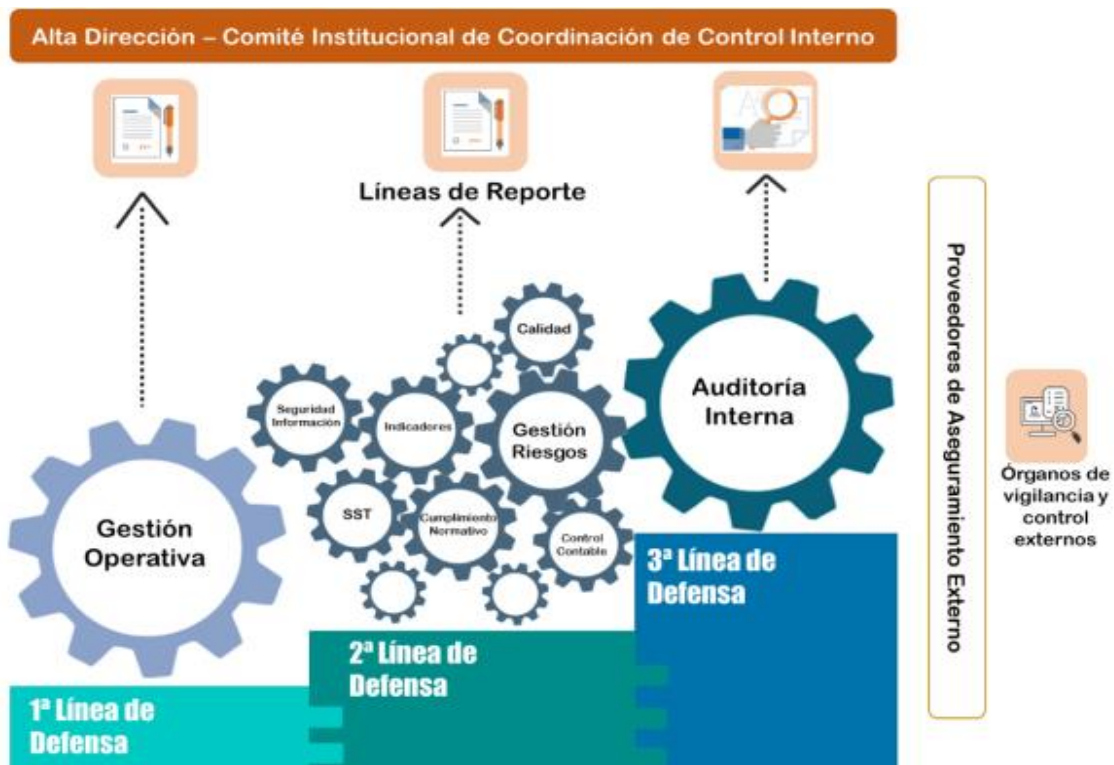 Alta Dirección – Comité Institucional de Coordinación de Control Interno
Líneas de Reporte
Calidad
Seguridad
Información
Indicadores
Gestión
Riesgos
Auditoría
Interna
SST
Cumplimiento
Normativo
Control
Contable
Gestión
Operativa
1ª Línea de
Defensa
2ª Línea de
Defensa
3ª Línea de
Defensa
Proveedores de Aseguramiento Externo
Órganos de
vigilancia y
control
externos